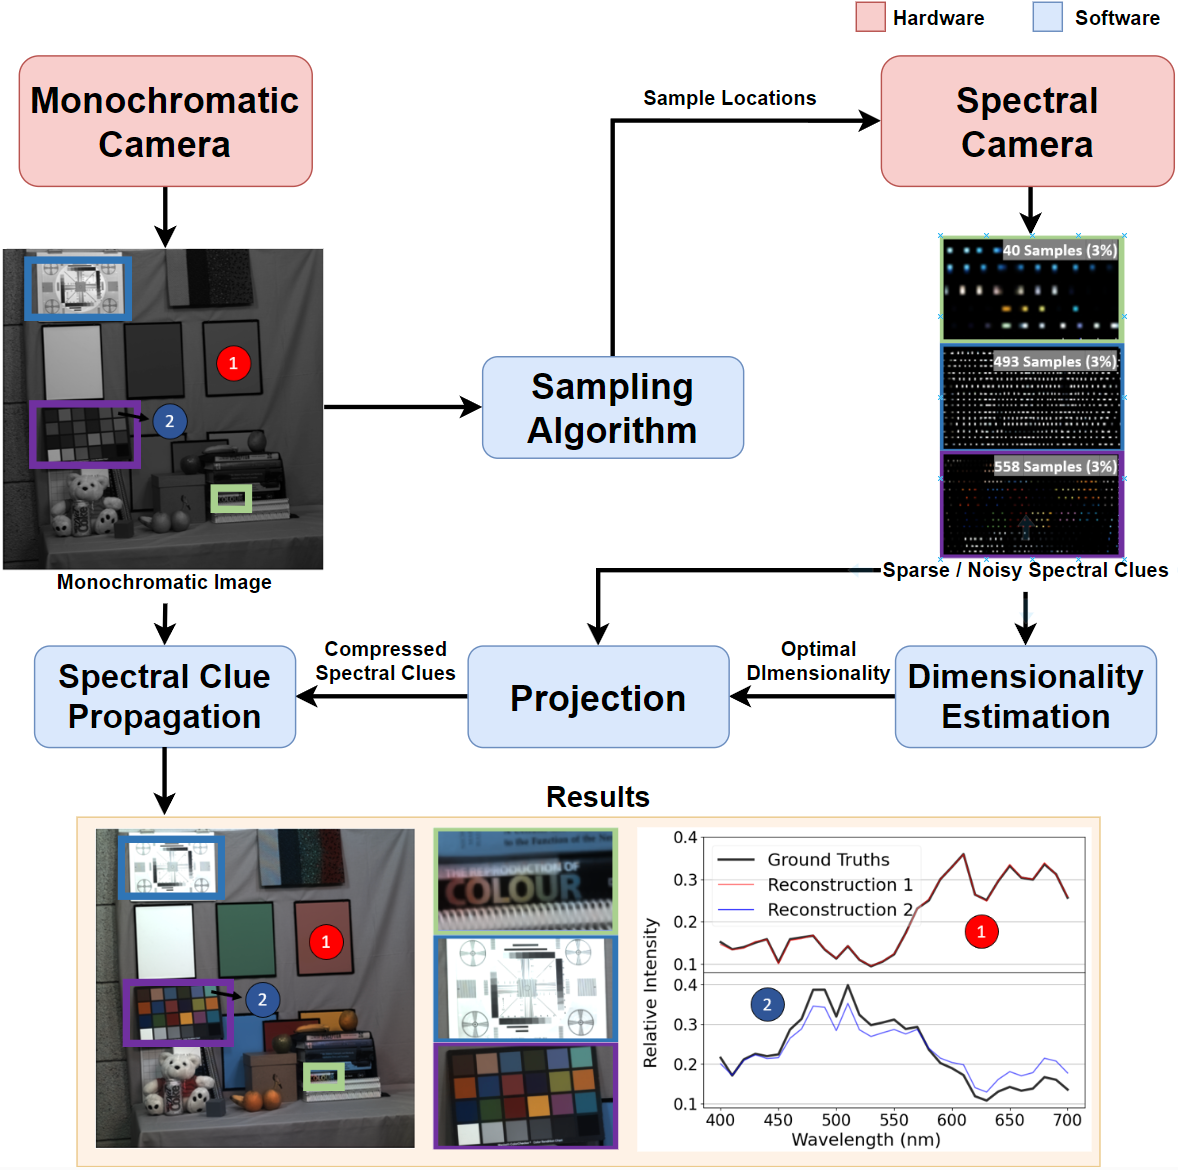 Hardware
Software
Monochromatic
Camera
Sample Locations
Spectral
Camera
40 Samples (3%)
493 Samples (3%)
558 Samples (3%)
1
2
Sampling
Algorithm
Monochromatic Image
Sparse / Noisy Spectral Clues
Spectral Clue
Propagation
Compressed
Spectral Clues
Projection
Optimal
DImensionality
Dimensionality
Estimation
Results
1
2
THE REPRODUCTION OF
COLOUR
Ground Truths
Reconstruction 1
Reconstruction 2
0.4
0.3
0.2
0.1
1
0.4
0.3
0.2
0.1
2
Relative Intensity
400 450 500 550 600 650 700
Wavelength (nm)